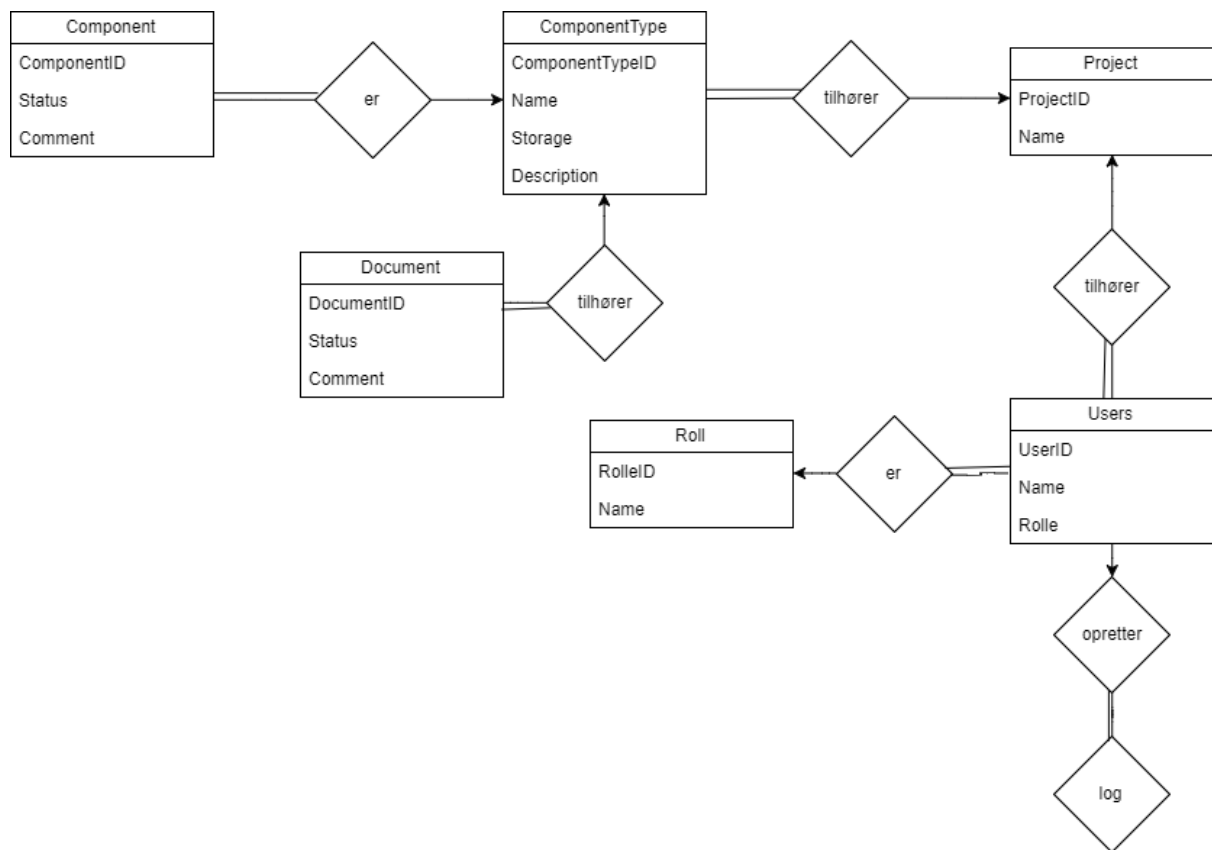 Component
ComponentID
Status
Comment
er
ComponentType
ComponentTypeID
Name
Storage
Description
tilhører
Project
ProjectID
Name
Document
DocumentID
Status
Comment
tilhører
tilhører
Roll
RolleID
Name
er
Users
UserID
Name
Rolle
opretter
log